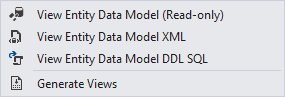 View Entity Data Model (Read-only)
View Entity Data Model XML
View Entity Data Model DDL SQL
Generate Views